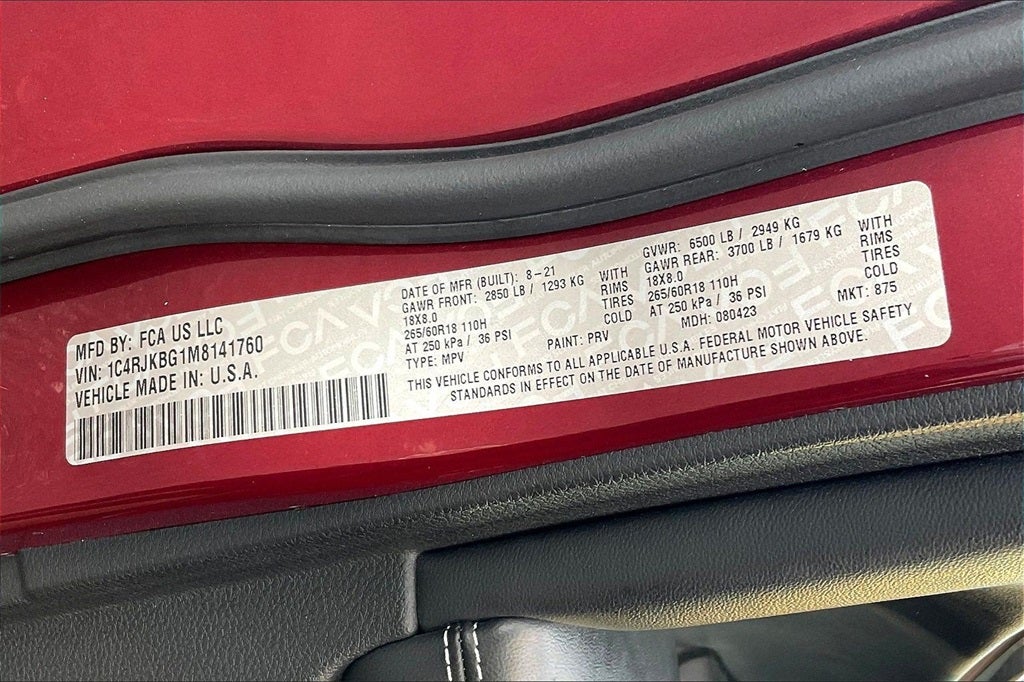 MFD BY: FCA US LLC
VIN: 1C4RJKBG1M8141760
VEHICLE MADE IN: U.S.A.
DATE OF MFR (BUILT): 8-21
GAWR FRONT: 2850 LB / 1293 KG WITH
18X8.0 RIMS
265/60R18 110H TIRES
AT 250 kPa / 36 PSI COLD
TYPE: MPV PAINT: PRV
GVWR: 6500 LB / 2949 KG
GAWR REAR: 3700 LB / 1679 KG WITH
18X8.0 RIMS
265/60R18 110H TIRES
AT 250 kPa / 36 PSI COLD
MDH: 080423 MKT: 875
THIS VEHICLE CONFORMS TO ALL APPLICABLE U.S.A. FEDERAL MOTOR VEHICLE SAFETY
STANDARDS IN EFFECT ON THE DATE OF MANUFACTURE SHOWN ABOVE.